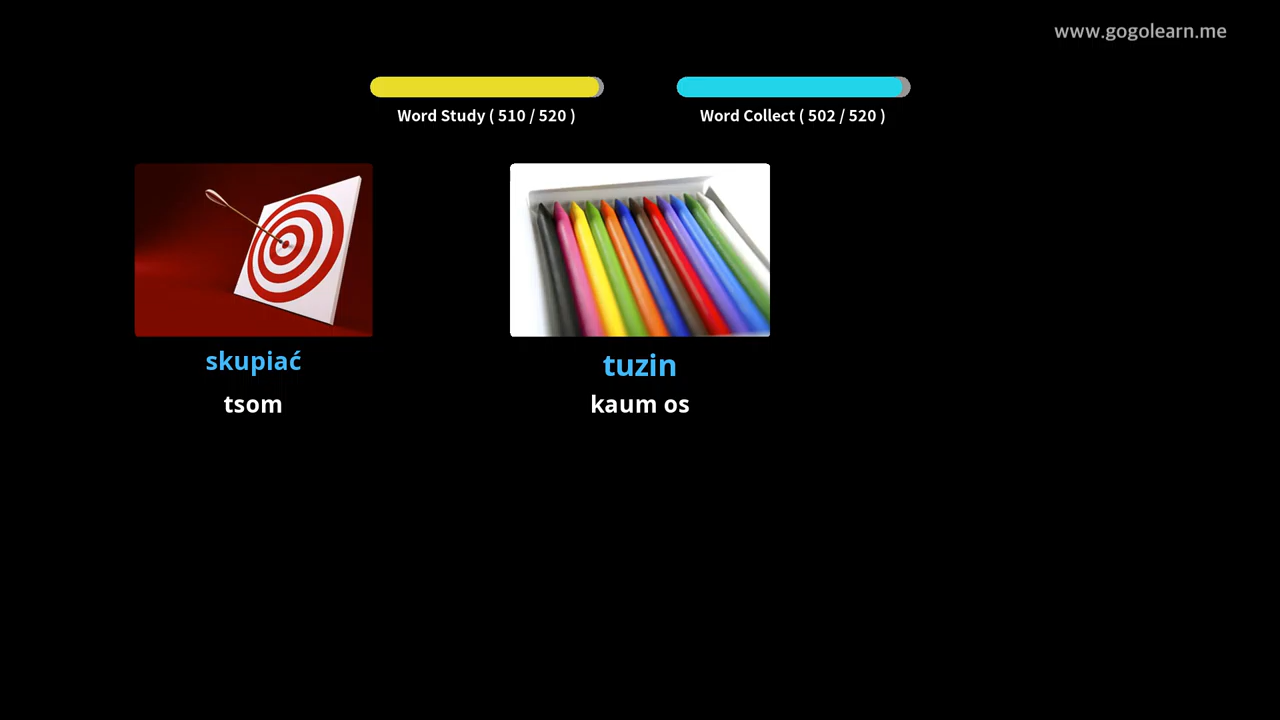 www.gogolearn.me
Word Study ( 510 / 520 )
Word Collect ( 502 / 520 )
skupiać
tuzin
tsom
kaum os